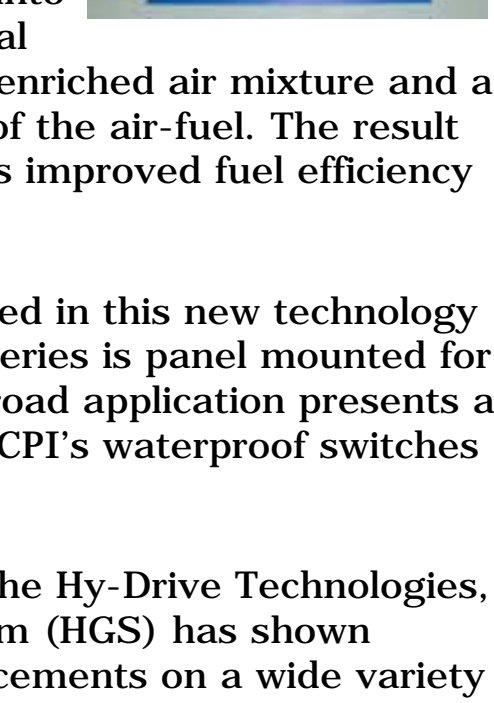 al
enriched air mixture and a
of the air-fuel. The result
s improved fuel efficiency
ed in this new technology
eries is panel mounted for
road application presents a
CPI’s waterproof switches
he Hy-Drive Technologies,
m (HGS) has shown
cements on a wide variety